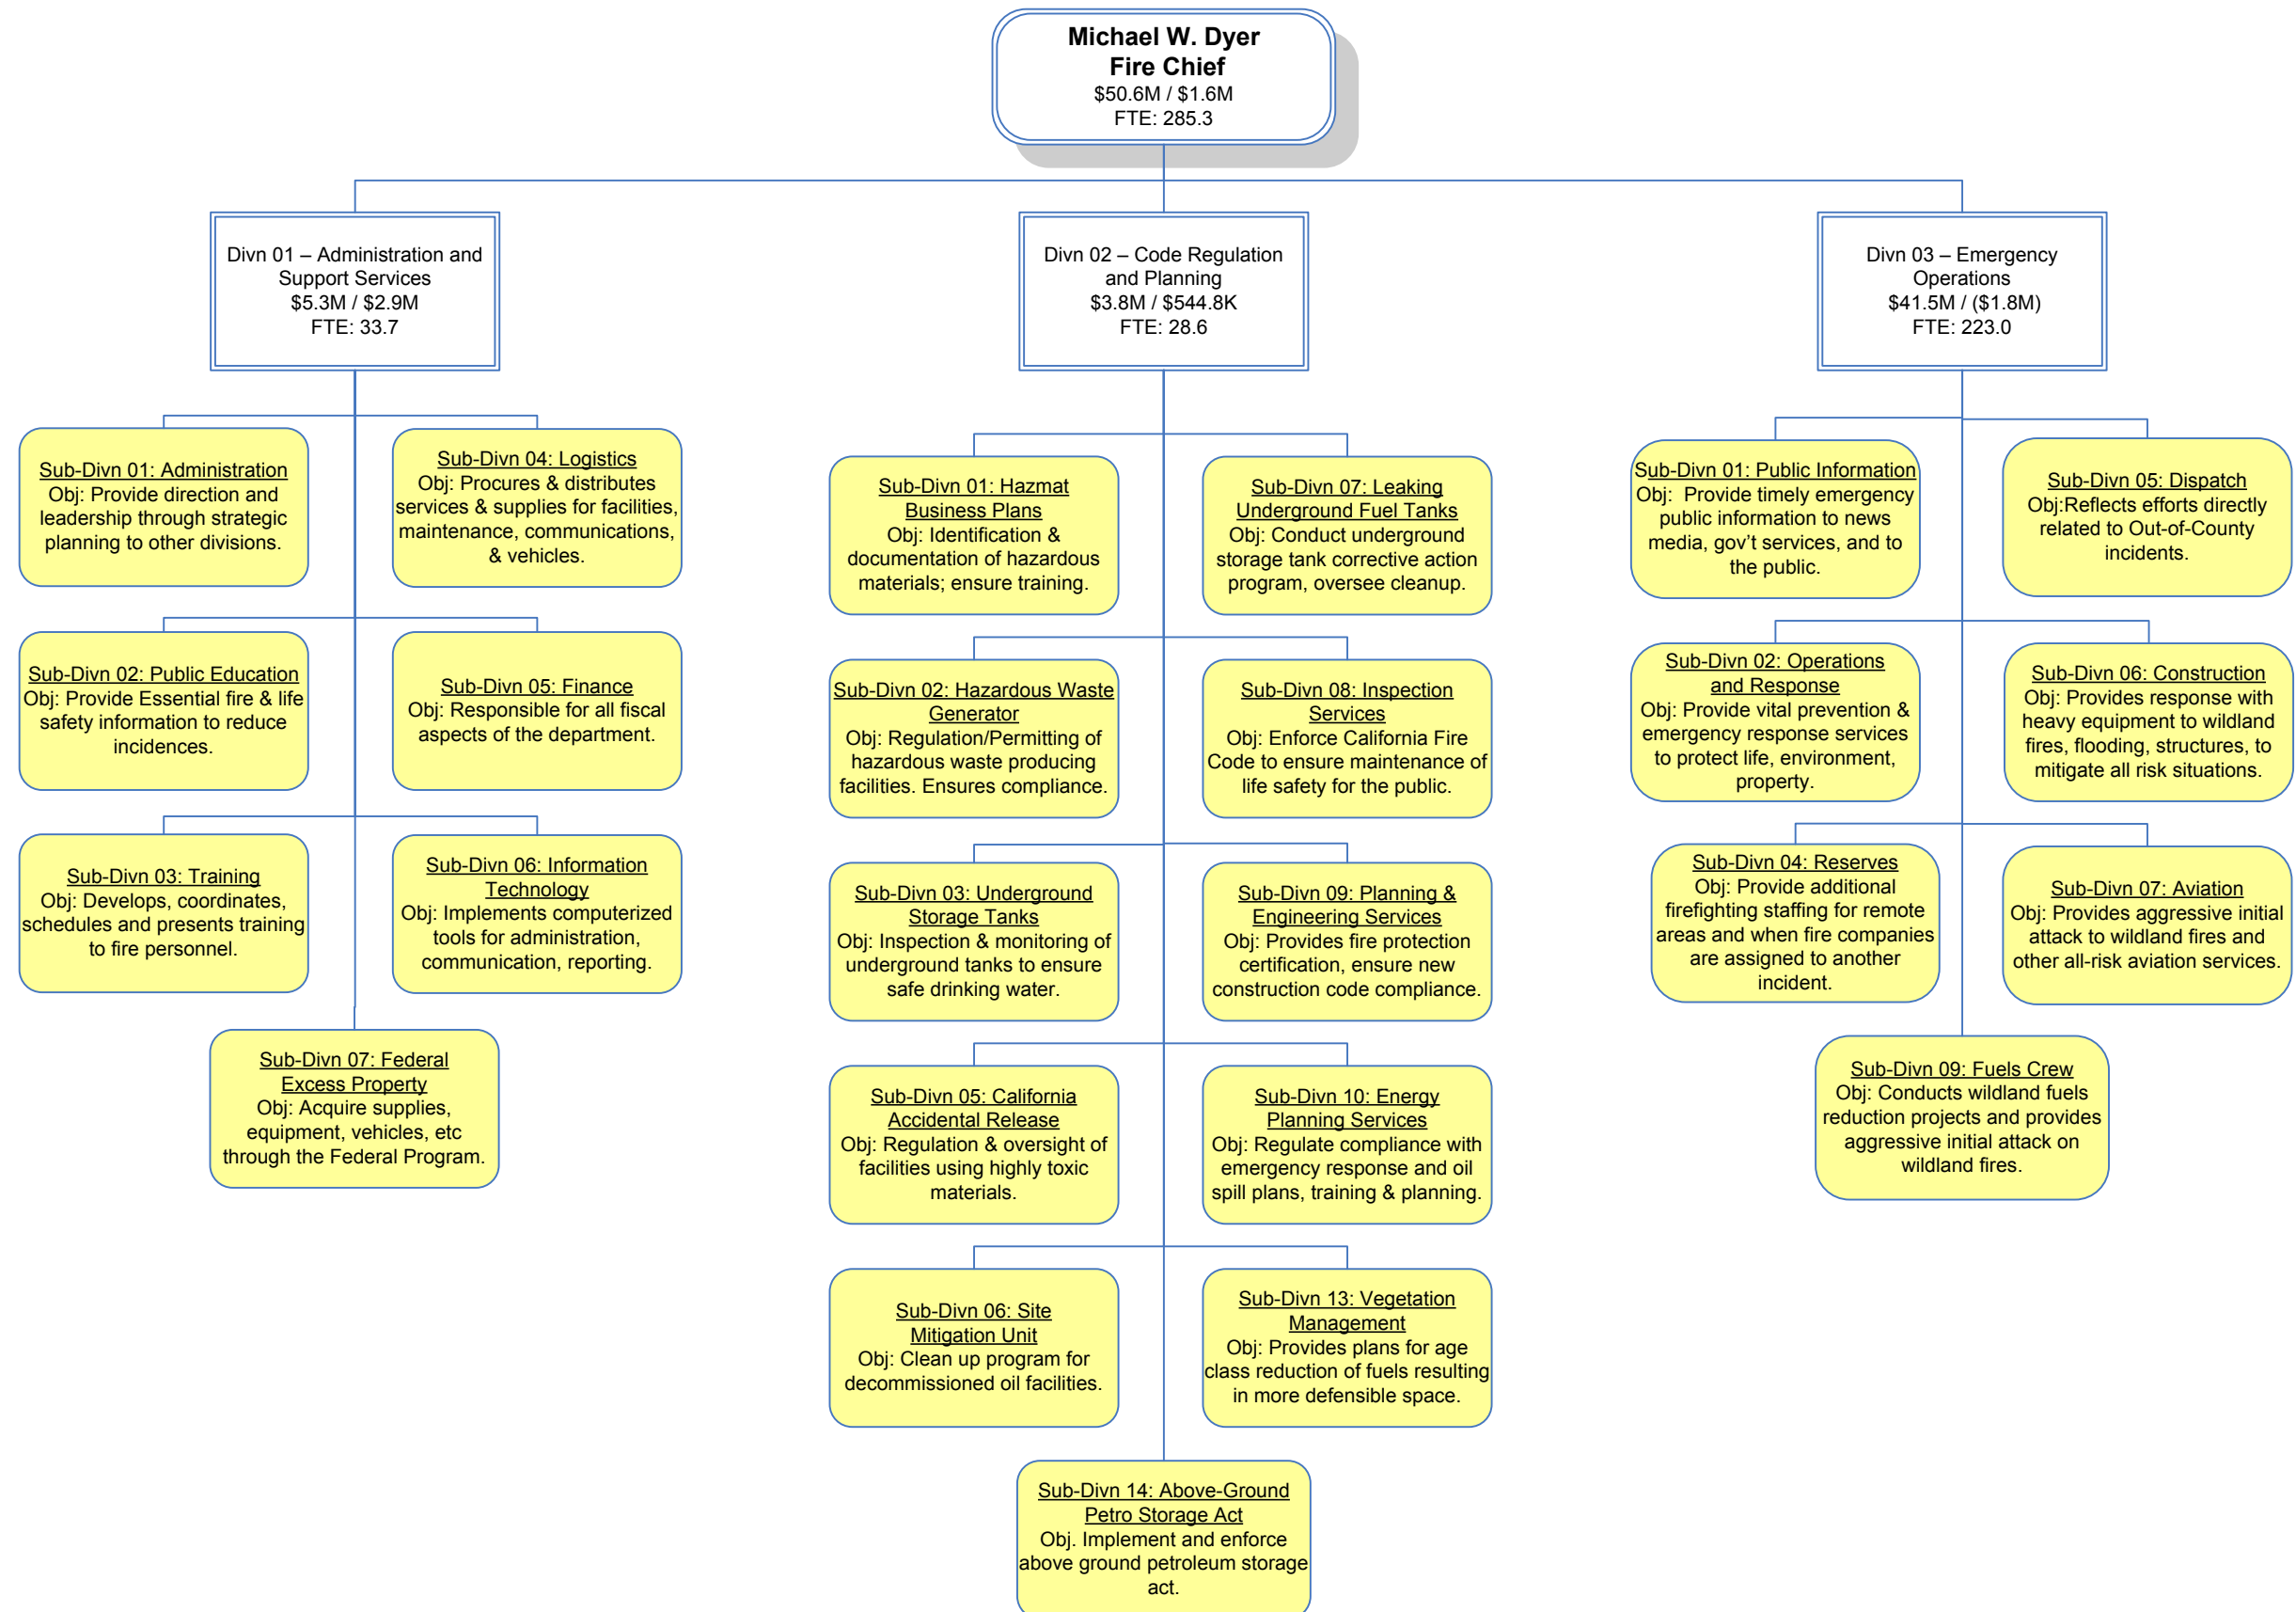 Michael W. Dyer
Fire Chief
$50.6M / $1.6M
FTE: 285.3
Divn 01 – Administration and
Support Services
$5.3M / $2.9M
FTE: 33.7
Divn 02 – Code Regulation
and Planning
$3.8M / $544.8K
FTE: 28.6
Divn 03 – Emergency
Operations
$41.5M / ($1.8M)
FTE: 223.0
Sub-Divn 01: Administration
Obj: Provide direction and
leadership through strategic
planning to other divisions.
Sub-Divn 04: Logistics
Obj: Procures & distributes
services & supplies for facilities,
maintenance, communications,
& vehicles.
Sub-Divn 02: Public Education
Obj: Provide Essential fire & life
safety information to reduce
incidences.
Sub-Divn 05: Finance
Obj: Responsible for all fiscal
aspects of the department.
Sub-Divn 03: Training
Obj: Develops, coordinates,
schedules and presents training
to fire personnel.
Sub-Divn 06: Information
Technology
Obj: Implements computerized
tools for administration,
communication, reporting.
Sub-Divn 07: Federal
Excess Property
Obj: Acquire supplies,
equipment, vehicles, etc
through the Federal Program.
Sub-Divn 01: Hazmat
Business Plans
Obj: Identification &
documentation of hazardous
materials; ensure training.
Sub-Divn 07: Leaking
Underground Fuel Tanks
Obj: Conduct underground
storage tank corrective action
program, oversee cleanup.
Sub-Divn 02: Hazardous Waste
Generator
Obj: Regulation/Permitting of
hazardous waste producing
facilities. Ensures compliance.
Sub-Divn 08: Inspection
Services
Obj: Enforce California Fire
Code to ensure maintenance of
life safety for the public.
Sub-Divn 03: Underground
Storage Tanks
Obj: Inspection & monitoring of
underground tanks to ensure
safe drinking water.
Sub-Divn 09: Planning &
Engineering Services
Obj: Provides fire protection
certification, ensure new
construction code compliance.
Sub-Divn 05: California
Accidental Release
Obj: Regulation & oversight of
facilities using highly toxic
materials.
Sub-Divn 10: Energy
Planning Services
Obj: Regulate compliance with
emergency response and oil
spill plans, training & planning.
Sub-Divn 06: Site
Mitigation Unit
Obj: Clean up program for
decommissioned oil facilities.
Sub-Divn 13: Vegetation
Management
Obj: Provides plans for age
class reduction of fuels resulting
in more defensible space.
Sub-Divn 14: Above-Ground
Petro Storage Act
Obj. Implement and enforce
above ground petroleum storage
act.
Sub-Divn 01: Public Information
Obj:  Provide timely emergency
public information to news
media, gov’t services, and to
the public.
Sub-Divn 05: Dispatch
Obj:Reflects efforts directly
related to Out-of-County
incidents.
Sub-Divn 02: Operations
and Response
Obj: Provide vital prevention &
emergency response services
to protect life, environment,
property.
Sub-Divn 06: Construction
Obj: Provides response with
heavy equipment to wildland
fires, flooding, structures, to
mitigate all risk situations.
Sub-Divn 04: Reserves
Obj: Provide additional
firefighting staffing for remote
areas and when fire companies
are assigned to another
incident.
Sub-Divn 07: Aviation
Obj: Provides aggressive initial
attack to wildland fires and
other all-risk aviation services.
Sub-Divn 09: Fuels Crew
Obj: Conducts wildland fuels
reduction projects and provides
aggressive initial attack on
wildland fires.